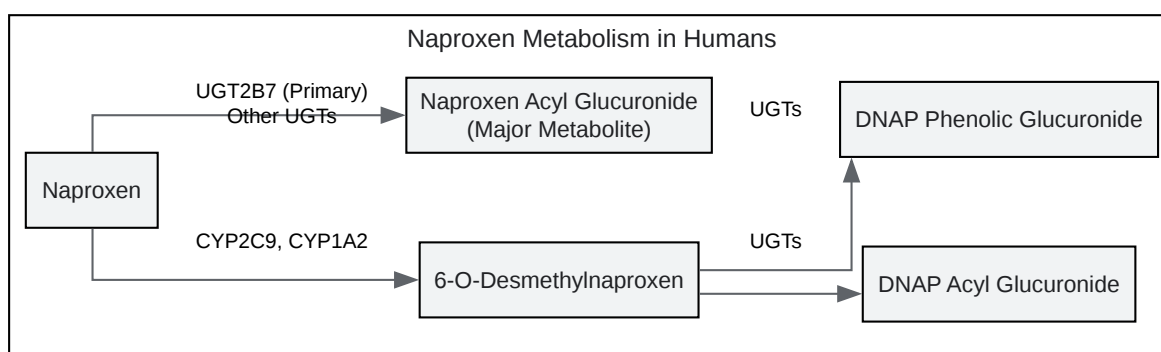 Naproxen Metabolism in Humans
UGT2B7 (Primary)
Other UGTs
Naproxen Acyl Glucuronide
(Major Metabolite)
UGTs
DNAP Phenolic Glucuronide
Naproxen
CYP2C9, CYP1A2
6-O-Desmethylnaproxen
UGTs
DNAP Acyl Glucuronide